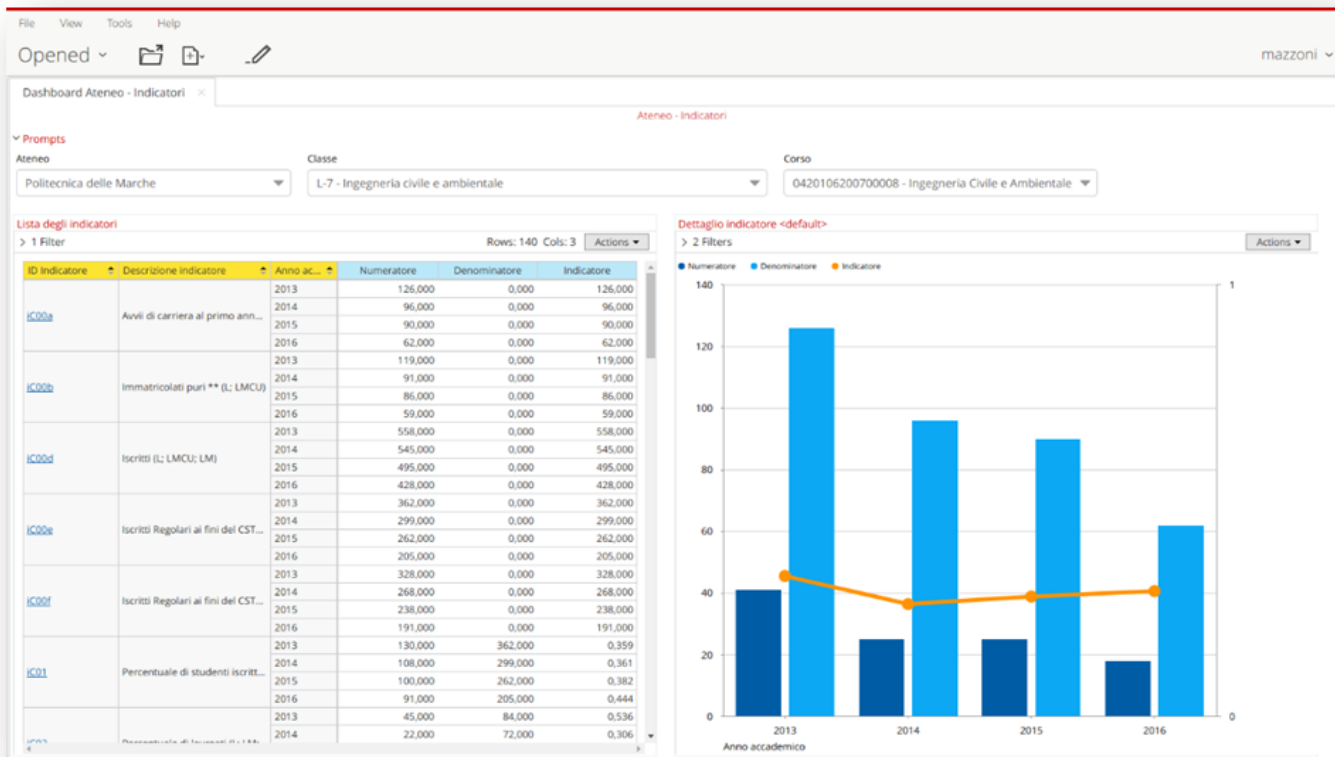 File View Tools Help
Opened
mazzoni
Dashboard Ateneo - Indicatori ×
Ateneo - Indicatori
Prompts
Ateneo Classe Corso
Politecnica delle Marche L-7 - Ingegneria civile e ambientale 0420106200700008 - Ingegneria Civile e Ambientale
Lista degli indicatori
> 1 Filter Rows: 140 Cols: 3 Actions
ID Indicatore Descrizione indicatore Anno ac... Numeratore Denominatore Indicatore
iC00a Avvii di carriera al primo ann...
2013 126,000 0,000 126,000
2014 96,000 0,000 96,000
2015 90,000 0,000 90,000
2016 62,000 0,000 62,000
iC00b Immatricolati puri ** (L; LMCU)
2013 119,000 0,000 119,000
2014 91,000 0,000 91,000
2015 86,000 0,000 86,000
2016 59,000 0,000 59,000
iC00d Iscritti (L; LMCU; LM)
2013 558,000 0,000 558,000
2014 545,000 0,000 545,000
2015 495,000 0,000 495,000
2016 428,000 0,000 428,000
iC00e Iscritti Regolari ai fini del CST...
2013 362,000 0,000 362,000
2014 299,000 0,000 299,000
2015 262,000 0,000 262,000
2016 205,000 0,000 205,000
iC00f Iscritti Regolari ai fini del CST...
2013 328,000 0,000 328,000
2014 268,000 0,000 268,000
2015 238,000 0,000 238,000
2016 191,000 0,000 191,000
iC01 Percentuale di studenti iscritt...
2013 130,000 362,000 0,359
2014 108,000 299,000 0,361
2015 100,000 262,000 0,382
2016 91,000 205,000 0,444
2013 45,000 84,000 0,536
2014 22,000 72,000 0,306
Dettaglio indicatore <default>
> 2 Filters Actions
Numeratore Denominatore Indicatore
140 1
120
100
80
60
40
20
0 0
2013 2014 2015 2016
Anno accademico